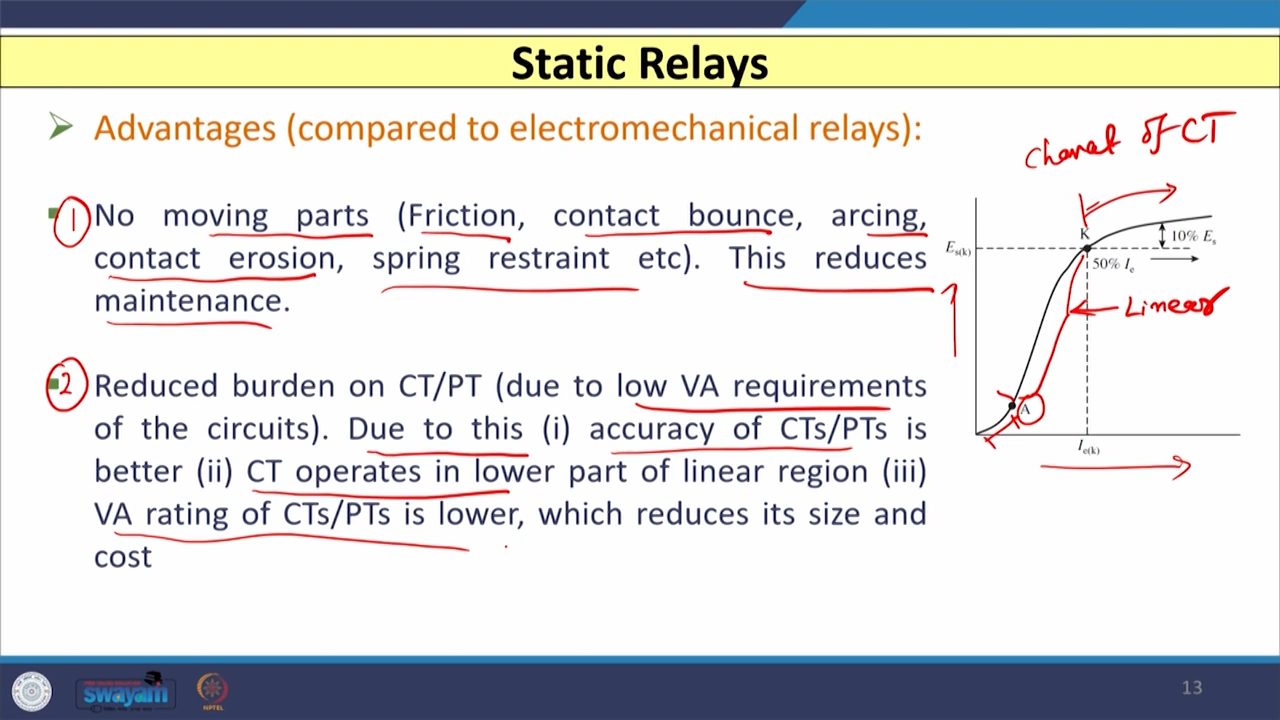 Static Relays
Advantages (compared to electromechanical relays):
1 No moving parts (Friction, contact bounce, arcing,
contact erosion, spring restraint etc). This reduces
maintenance.
2 Reduced burden on CT/PT (due to low VA requirements
of the circuits). Due to this (i) accuracy of CTs/PTs is
better (ii) CT operates in lower part of linear region (iii)
VA rating of CTs/PTs is lower, which reduces its size and
cost
of CT
K
Es(k)
10% Es
50% Ie
Linear
A
Ie(k)
swayam
NPTEL
13